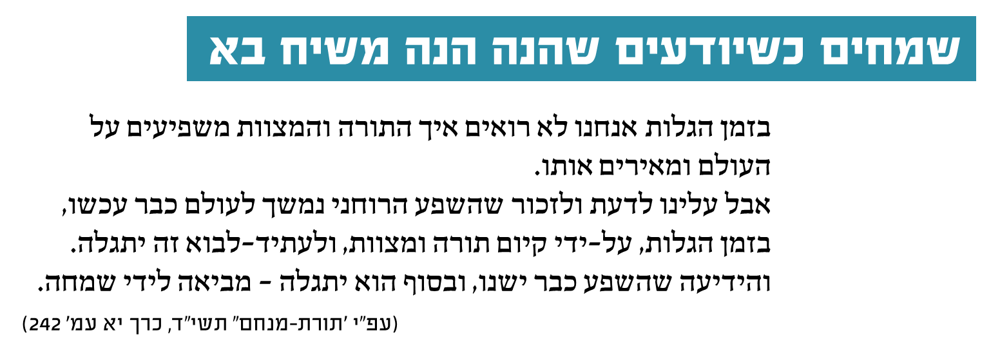 שמחים כשיודעים שהנה הנה משיח בא
בזמן הגלות אנחנו לא רואים איך התורה והמצוות משפיעים על
העולם ומאירים אותו.
אבל עלינו לדעת ולזכור שהשפע הרוחני נמשך לעולם כבר עכשו,
בזמן הגלות, על-ידי קיום תורה ומצוות, ולעתיד-לבוא זה יתגלה.
והידיעה שהשפע כבר ישנו, ובסוף הוא יתגלה - מביאה לידי שמחה.
(עפ"י 'תורת-מנחם" תשי"ד, כרך יא עמ' 242)